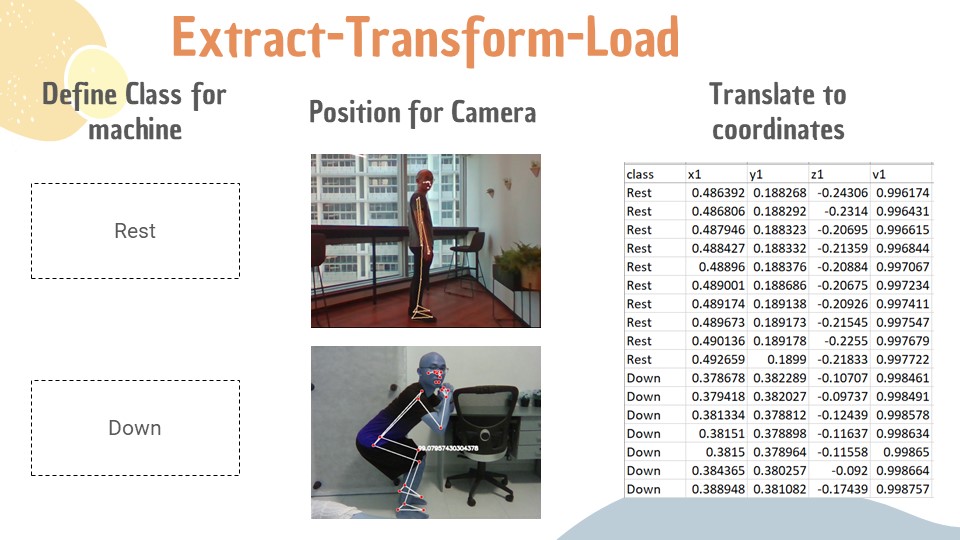 Extract-Transform-Load
Define Class for
machine
Position for Camera
Translate to
coordinates
Rest
Down
99.07957430304378
class x1 y1 z1 v1
Rest 0.486392 0.188268 -0.24306 0.996174
Rest 0.486806 0.188292 -0.2314 0.996431
Rest 0.487946 0.188323 -0.20695 0.996615
Rest 0.488427 0.188332 -0.21359 0.996844
Rest 0.48896 0.188376 -0.20884 0.997067
Rest 0.489001 0.188686 -0.20675 0.997234
Rest 0.489174 0.189138 -0.20926 0.997411
Rest 0.489673 0.189173 -0.21545 0.997547
Rest 0.490136 0.189178 -0.2255 0.997679
Rest 0.492659 0.1899 -0.21833 0.997722
Down 0.378678 0.382289 -0.10707 0.998461
Down 0.379418 0.382027 -0.09737 0.998491
Down 0.381334 0.378812 -0.12439 0.998578
Down 0.38151 0.378898 -0.11637 0.998634
Down 0.3815 0.378964 -0.11558 0.99865
Down 0.384365 0.380257 -0.092 0.998664
Down 0.388948 0.381082 -0.17439 0.998757